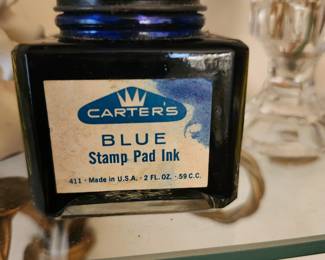 CARTER'S
BLUE
Stamp Pad Ink
411 · Made in U.S.A. · 2 FL. OZ. · 59 C.C.